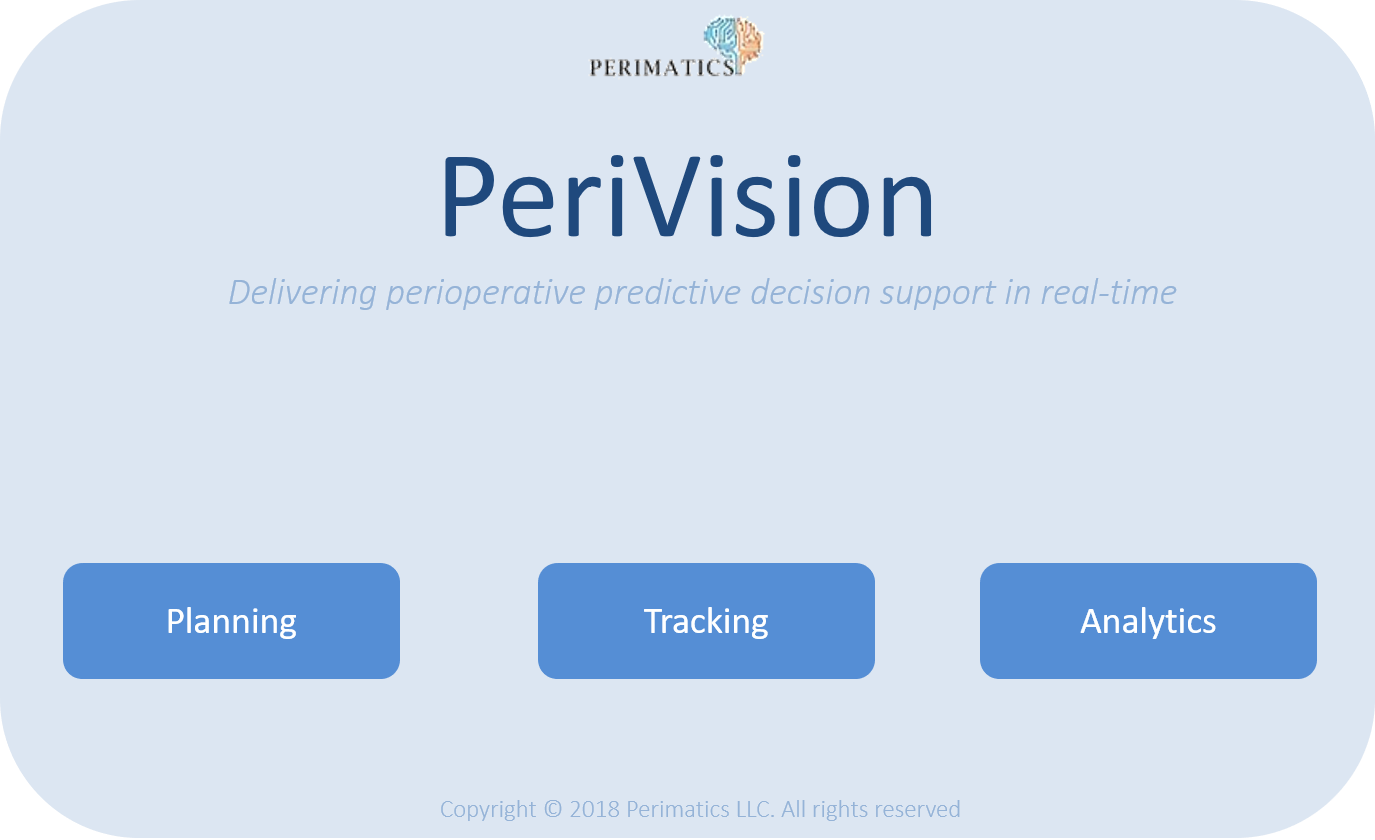 PERIMATICS
PeriVision
Delivering perioperative predictive decision support in real-time
Planning
Tracking
Analytics
Copyright © 2018 Perimatics LLC. All rights reserved